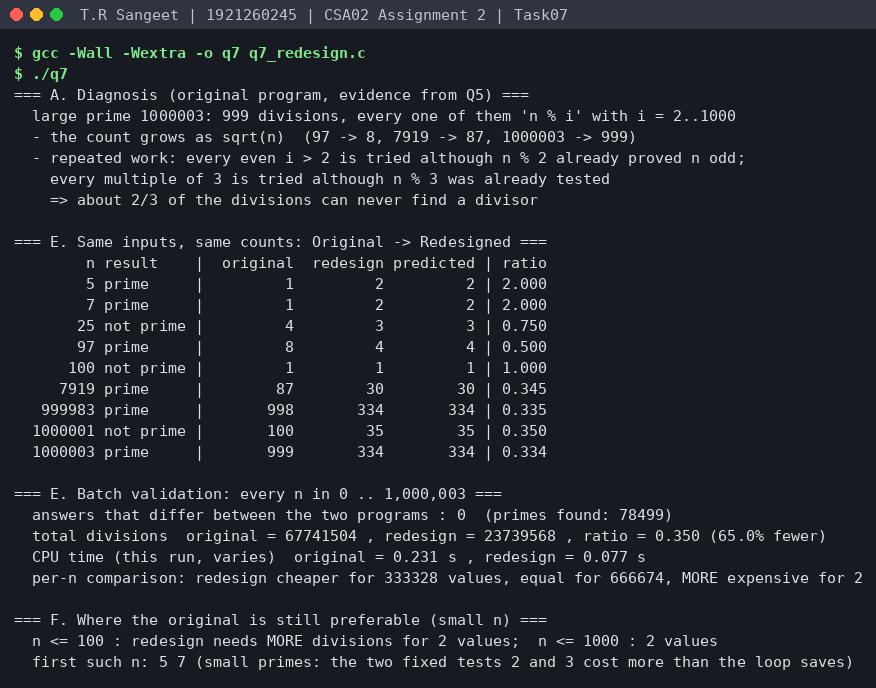 T.R Sangeet | 1921260245 | CSA02 Assignment 2 | Task07
$ gcc -Wall -Wextra -o q7 q7_redesign.c
$ ./q7
=== A. Diagnosis (original program, evidence from Q5) ===
  large prime 1000003: 999 divisions, every one of them 'n % i' with i = 2..1000
  - the count grows as sqrt(n)  (97 -> 8, 7919 -> 87, 1000003 -> 999)
  - repeated work: every even i > 2 is tried although n % 2 already proved n odd;
    every multiple of 3 is tried although n % 3 was already tested
    => about 2/3 of the divisions can never find a divisor
=== E. Same inputs, same counts: Original -> Redesigned ===
        n result    |  original  redesign predicted | ratio
        5 prime     |         1         2         2 | 2.000
        7 prime     |         1         2         2 | 2.000
       25 not prime |         4         3         3 | 0.750
       97 prime     |         8         4         4 | 0.500
      100 not prime |         1         1         1 | 1.000
     7919 prime     |        87        30        30 | 0.345
   999983 prime     |       998       334       334 | 0.335
  1000001 not prime |       100        35        35 | 0.350
  1000003 prime     |       999       334       334 | 0.334
=== E. Batch validation: every n in 0 .. 1,000,003 ===
  answers that differ between the two programs : 0  (primes found: 78499)
  total divisions  original = 67741504 , redesign = 23739568 , ratio = 0.350 (65.0% fewer)
  CPU time (this run, varies)  original = 0.231 s , redesign = 0.077 s
  per-n comparison: redesign cheaper for 333328 values, equal for 666674, MORE expensive for 2
=== F. Where the original is still preferable (small n) ===
  n <= 100 : redesign needs MORE divisions for 2 values;  n <= 1000 : 2 values
  first such n: 5 7 (small primes: the two fixed tests 2 and 3 cost more than the loop saves)